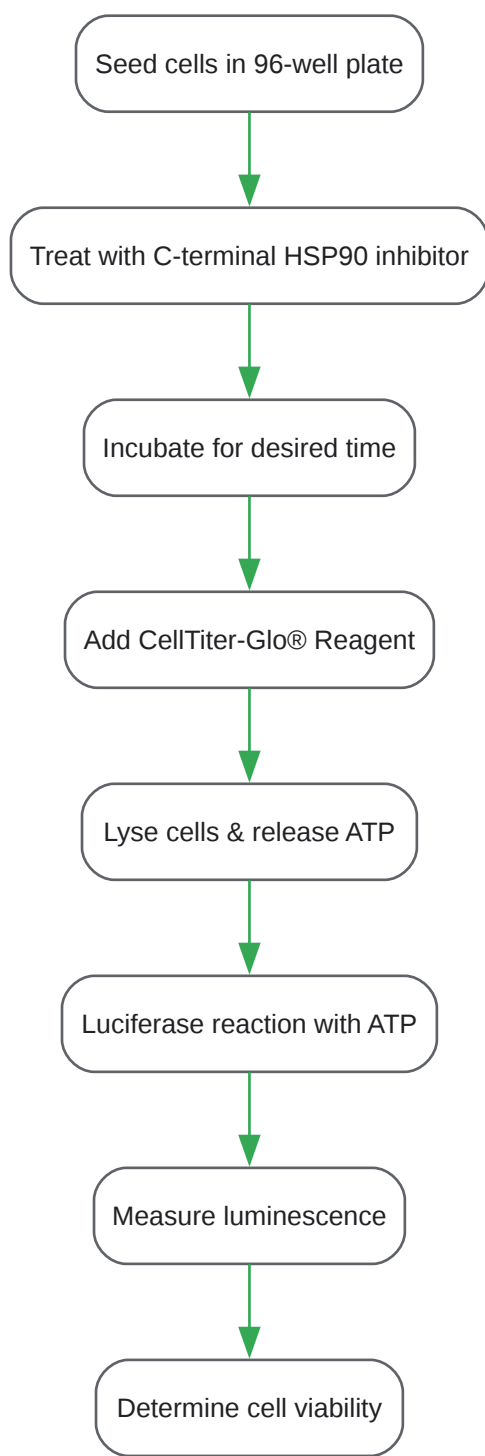 Seed cells in 96-well plate
Treat with C-terminal HSP90 inhibitor
Incubate for desired time
Add CellTiter-Glo® Reagent
Lyse cells & release ATP
Luciferase reaction with ATP
Measure luminescence
Determine cell viability